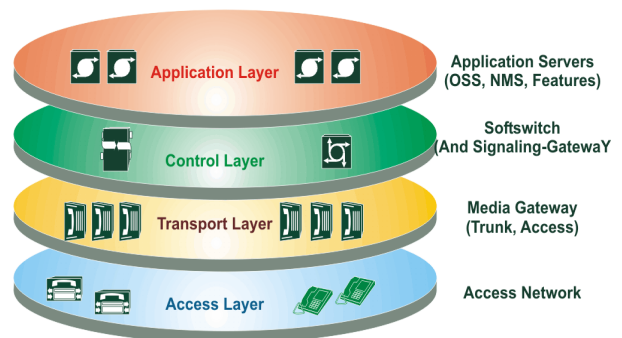 Application Layer
Application Servers
(OSS, NMS, Features)
Control Layer
Softswitch
(And Signaling-GatewaY
Transport Layer
Media Gateway
(Trunk, Access)
Access Layer
Access Network